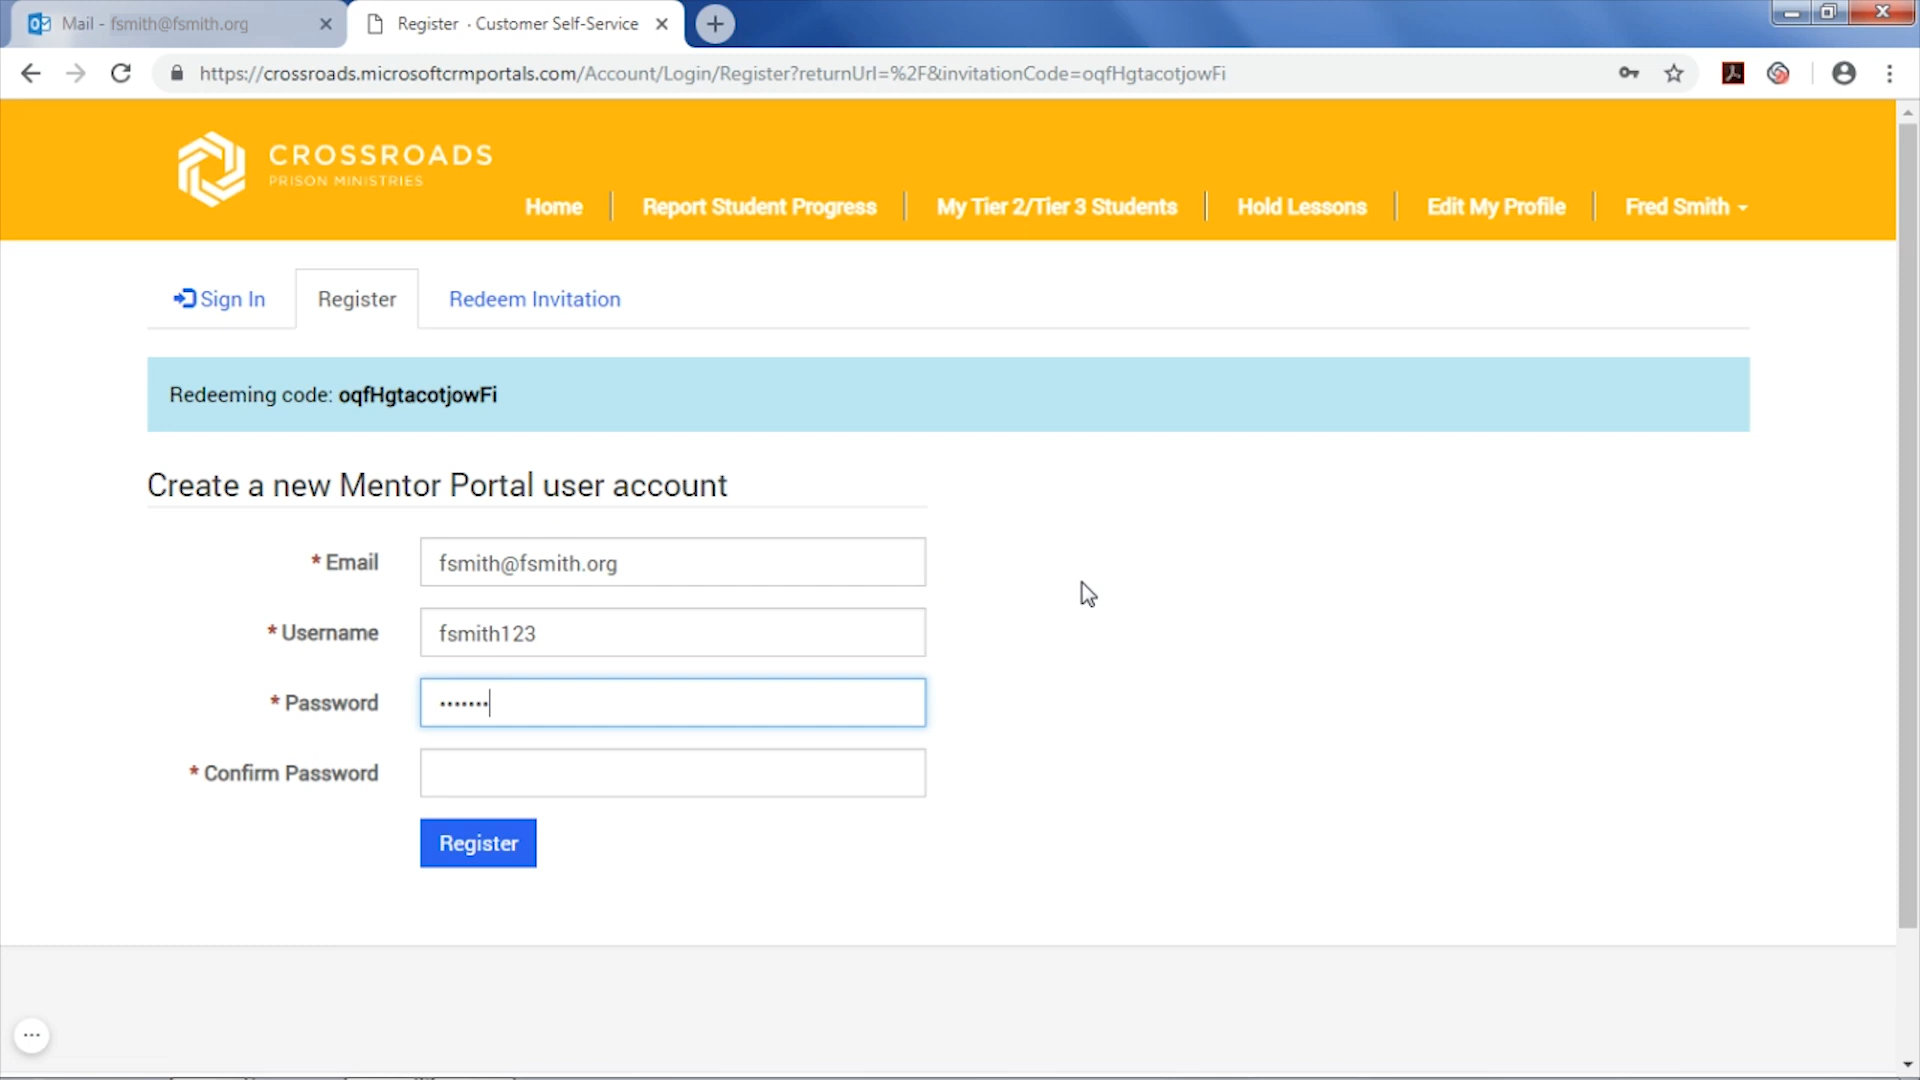 Mail - fsmith@fsmith.org
Register · Customer Self-Service
https://crossroads.microsoftcrmportals.com/Account/Login/Register?returnUrl=%2F&invitationCode=oqfHgtacotjowFi
CROSSROADS
PRISON MINISTRIES
Home
Report Student Progress
My Tier 2/Tier 3 Students
Hold Lessons
Edit My Profile
Fred Smith
Sign In
Register
Redeem Invitation
Redeeming code: oqfHgtacotjowFi
Create a new Mentor Portal user account
* Email
fsmith@fsmith.org
* Username
fsmith123
* Password
•••••••
* Confirm Password
Register